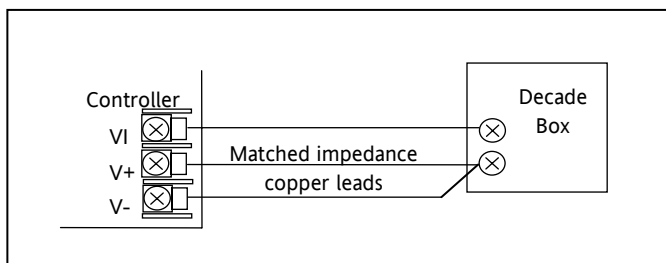 Controller
VI
V+
V-
Matched impedance
copper leads
Decade
Box